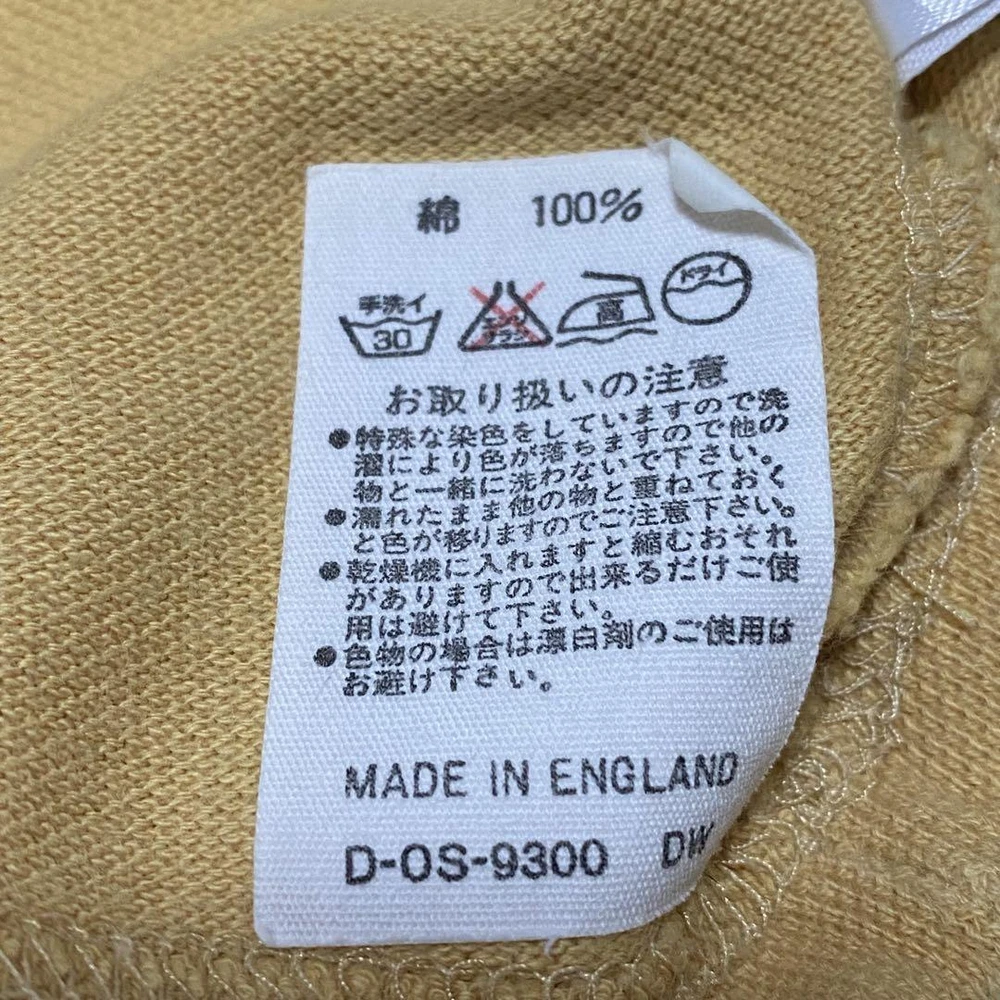 綿 100%
手洗イ
30
エンソ
サラシ
高
ドライ
お取り扱いの注意
●特殊な染色をしていますので洗
濯により色が落ちますので他の
物と一緒に洗わないで下さい。
●濡れたまま他の物と重ねておく
と色が移りますのでご注意下さい。
●乾燥機に入れますと縮むおそれ
がありますので出来るだけご使
用は避けて下さい。
●色物の場合は漂白剤のご使用は
お避け下さい。
MADE IN ENGLAND
D-OS-9300 DW